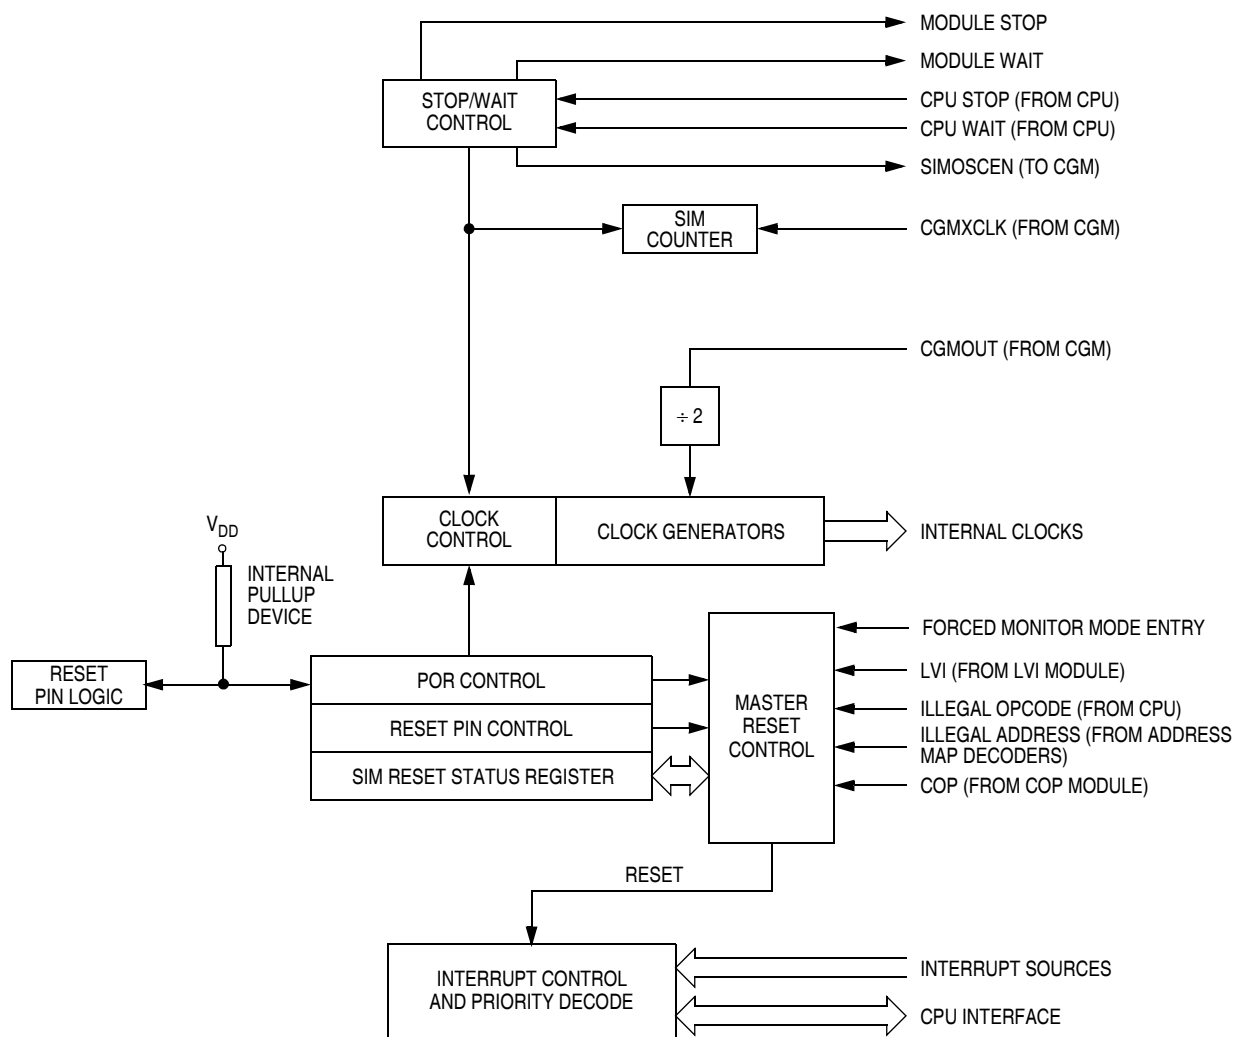 MODULE STOP
MODULE WAIT
STOP/WAIT
CONTROL
CPU STOP (FROM CPU)
CPU WAIT (FROM CPU)
SIMOSCEN (TO CGM)
SIM
COUNTER
CGMXCLK (FROM CGM)
CGMOUT (FROM CGM)
÷ 2
CLOCK
CONTROL
CLOCK GENERATORS
INTERNAL CLOCKS
VDD
INTERNAL
PULLUP
DEVICE
RESET
PIN LOGIC
POR CONTROL
RESET PIN CONTROL
SIM RESET STATUS REGISTER
MASTER
RESET
CONTROL
FORCED MONITOR MODE ENTRY
LVI (FROM LVI MODULE)
ILLEGAL OPCODE (FROM CPU)
ILLEGAL ADDRESS (FROM ADDRESS
MAP DECODERS)
COP (FROM COP MODULE)
RESET
INTERRUPT CONTROL
AND PRIORITY DECODE
INTERRUPT SOURCES
CPU INTERFACE